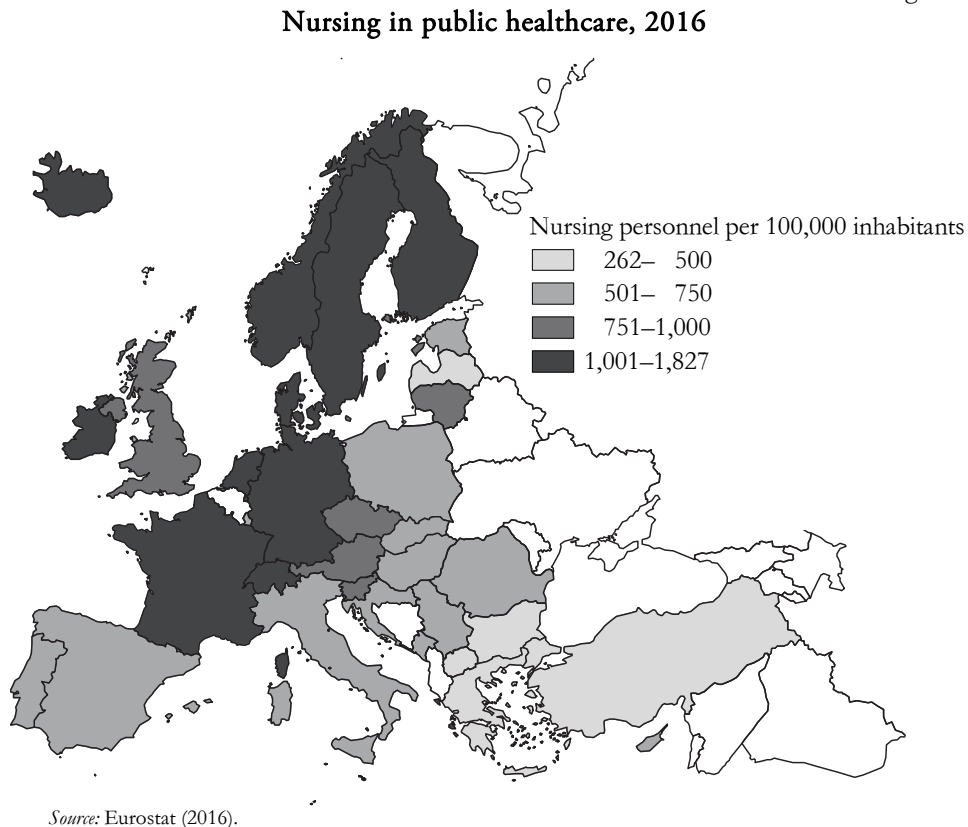 Nursing in public healthcare, 2016
Nursing personnel per 100,000 inhabitants
262– 500
501– 750
751–1,000
1,001–1,827
Source: Eurostat (2016).